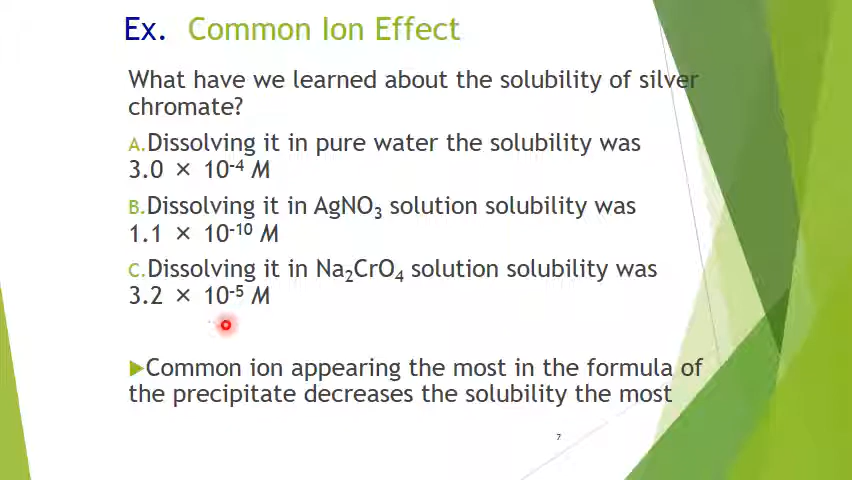 Ex. Common Ion Effect
What have we learned about the solubility of silver
chromate?
A.Dissolving it in pure water the solubility was
3.0 × 10⁻⁴ M
B.Dissolving it in AgNO₃ solution solubility was
1.1 × 10⁻¹⁰ M
C.Dissolving it in Na₂CrO₄ solution solubility was
3.2 × 10⁻⁵ M
Common ion appearing the most in the formula of
the precipitate decreases the solubility the most
7